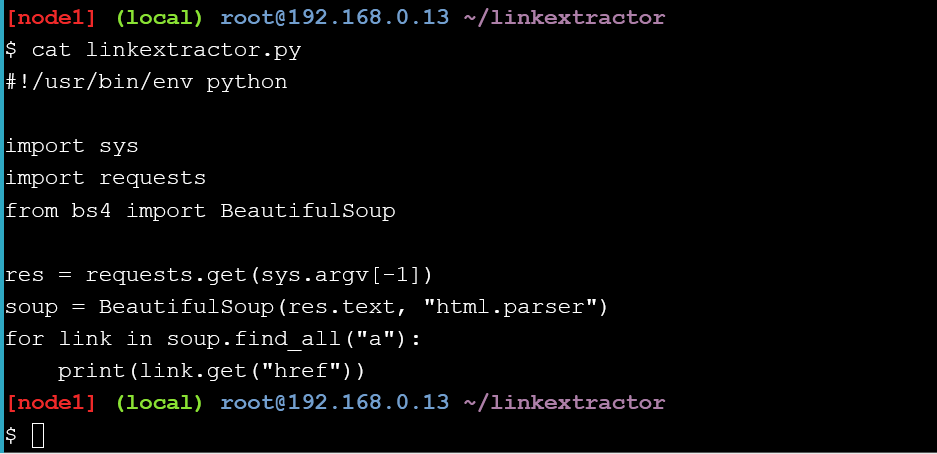 [node1] (local) root@192.168.0.13 ~/linkextractor
$ cat linkextractor.py
#!/usr/bin/env python

import sys
import requests
from bs4 import BeautifulSoup

res = requests.get(sys.argv[-1])
soup = BeautifulSoup(res.text, "html.parser")
for link in soup.find_all("a"):
    print(link.get("href"))
[node1] (local) root@192.168.0.13 ~/linkextractor
$